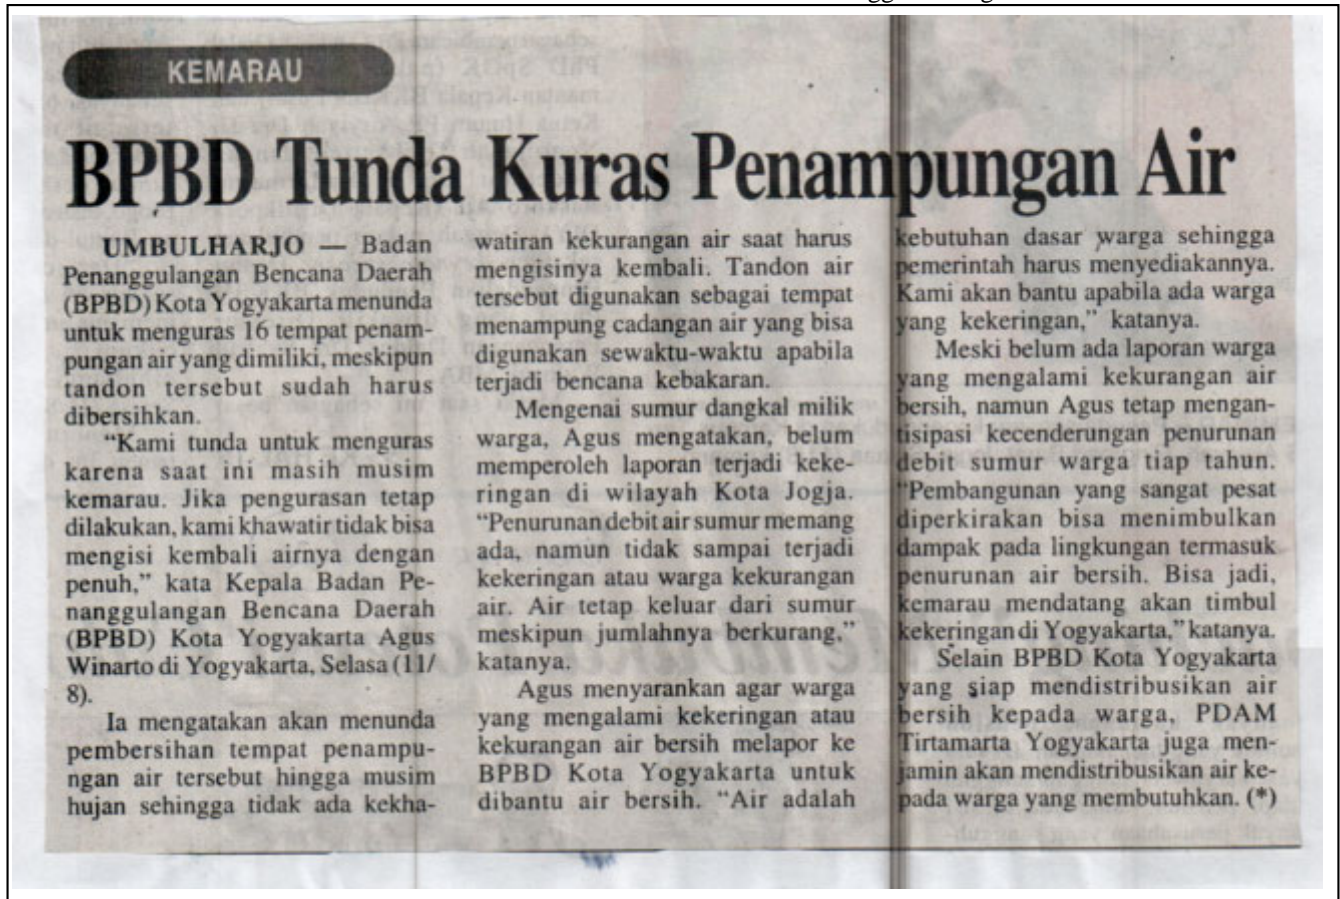 KEMARAU
BPBD Tunda Kuras Penampungan Air
UMBULHARJO — Badan
Penanggulangan Bencana Daerah
(BPBD) Kota Yogyakarta menunda
untuk menguras 16 tempat penam-
pungan air yang dimiliki, meskipun
tandon tersebut sudah harus
dibersihkan.
“Kami tunda untuk menguras
karena saat ini masih musim
kemarau. Jika pengurasan tetap
dilakukan, kami khawatir tidak bisa
mengisi kembali airnya dengan
penuh,” kata Kepala Badan Pe-
nanggulangan Bencana Daerah
(BPBD) Kota Yogyakarta Agus
Winarto di Yogyakarta, Selasa (11/
8).
Ia mengatakan akan menunda
pembersihan tempat penampu-
ngan air tersebut hingga musim
hujan sehingga tidak ada kekha-
watiran kekurangan air saat harus
mengisinya kembali. Tandon air
tersebut digunakan sebagai tempat
menampung cadangan air yang bisa
digunakan sewaktu-waktu apabila
terjadi bencana kebakaran.
Mengenai sumur dangkal milik
warga, Agus mengatakan, belum
memperoleh laporan terjadi keke-
ringan di wilayah Kota Jogja.
“Penurunan debit air sumur memang
ada, namun tidak sampai terjadi
kekeringan atau warga kekurangan
air. Air tetap keluar dari sumur
meskipun jumlahnya berkurang,”
katanya.
Agus menyarankan agar warga
yang mengalami kekeringan atau
kekurangan air bersih melapor ke
BPBD Kota Yogyakarta untuk
dibantu air bersih. “Air adalah
kebutuhan dasar warga sehingga
pemerintah harus menyediakannya.
Kami akan bantu apabila ada warga
yang kekeringan,” katanya.
Meski belum ada laporan warga
yang mengalami kekurangan air
bersih, namun Agus tetap mengan-
tisipasi kecenderungan penurunan
debit sumur warga tiap tahun.
“Pembangunan yang sangat pesat
diperkirakan bisa menimbulkan
dampak pada lingkungan termasuk
penurunan air bersih. Bisa jadi,
kemarau mendatang akan timbul
kekeringan di Yogyakarta,” katanya.
Selain BPBD Kota Yogyakarta
yang siap mendistribusikan air
bersih kepada warga, PDAM
Tirtamarta Yogyakarta juga men-
jamin akan mendistribusikan air ke-
pada warga yang membutuhkan. (*)